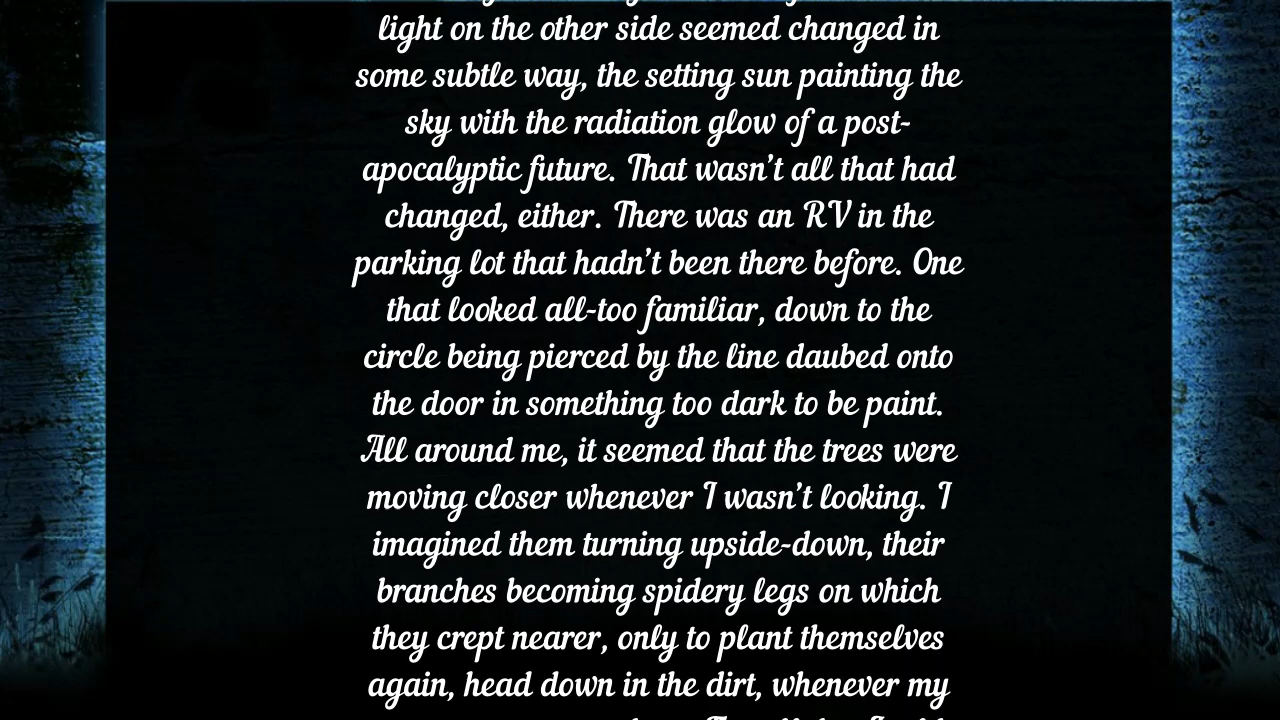 light on the other side seemed changed in
some subtle way, the setting sun painting the
sky with the radiation glow of a post-
apocalyptic future. That wasn't all that had
changed, either. There was an RV in the
parking lot that hadn't been there before. One
that looked all-too familiar, down to the
circle being pierced by the line daubed onto
the door in something too dark to be paint.
All around me, it seemed that the trees were
moving closer whenever I wasn't looking. I
imagined them turning upside-down, their
branches becoming spidery legs on which
they crept nearer, only to plant themselves
again, head down in the dirt, whenever my